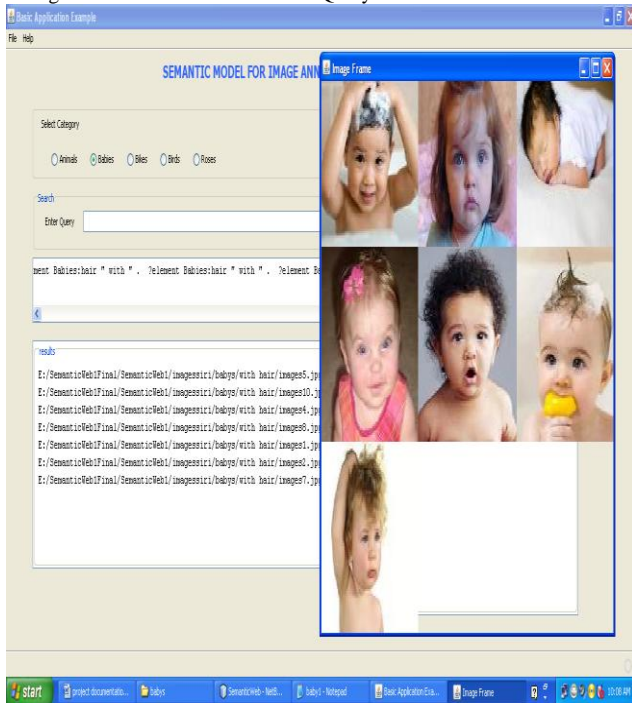 Basic Application Example
File Help
SEMANTIC MODEL FOR IMAGE ANN
Image Frame
Select Category
Animals Babies Bikes Birds Roses
Search
Enter Query
ment Babies:hair " with " . ?element Babies:hair " with " . ?element Ba
results
E:/SemanticWeb1Final/SemanticWeb1/imagessiri/babys/with hair/images5.jp
E:/SemanticWeb1Final/SemanticWeb1/imagessiri/babys/with hair/images10.j
E:/SemanticWeb1Final/SemanticWeb1/imagessiri/babys/with hair/images4.jp
E:/SemanticWeb1Final/SemanticWeb1/imagessiri/babys/with hair/images8.jp
E:/SemanticWeb1Final/SemanticWeb1/imagessiri/babys/with hair/images1.jp
E:/SemanticWeb1Final/SemanticWeb1/imagessiri/babys/with hair/images2.jp
E:/SemanticWeb1Final/SemanticWeb1/imagessiri/babys/with hair/images7.jp
start project documentatio... babys SemanticWeb - NetB... baby1 - Notepad Basic Application Exa... Image Frame 10:08 AM